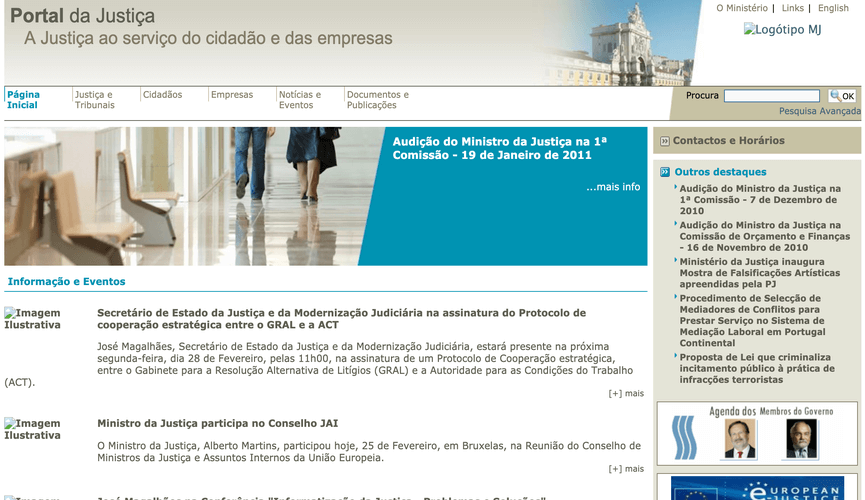 Portal da Justiça
A Justiça ao serviço do cidadão e das empresas
O Ministério | Links | English
Logótipo MJ
Página
Inicial
Justiça e
Tribunais
Cidadãos
Empresas
Notícias e
Eventos
Documentos e
Publicações
Procura
OK
Pesquisa Avançada
Audição do Ministro da Justiça na 1ª
Comissão - 19 de Janeiro de 2011
...mais info
Informação e Eventos
Imagem
Ilustrativa
Secretário de Estado da Justiça e da Modernização Judiciária na assinatura do Protocolo de
cooperação estratégica entre o GRAL e a ACT
José Magalhães, Secretário de Estado da Justiça e da Modernização Judiciária, estará presente na próxima
segunda-feira, dia 28 de Fevereiro, pelas 11h00, na assinatura de um Protocolo de Cooperação estratégica,
entre o Gabinete para a Resolução Alternativa de Litígios (GRAL) e a Autoridade para as Condições do Trabalho
(ACT).
[+] mais
Imagem
Ilustrativa
Ministro da Justiça participa no Conselho JAI
O Ministro da Justiça, Alberto Martins, participou hoje, 25 de Fevereiro, em Bruxelas, na Reunião do Conselho de
Ministros da Justiça e Assuntos Internos da União Europeia.
[+] mais
Imagem
José Magalhães na Conferência "Informatização da Justiça - Problemas e Soluções"
Contactos e Horários
Outros destaques
Audição do Ministro da Justiça na
1ª Comissão - 7 de Dezembro de
2010
Audição do Ministro da Justiça na
Comissão de Orçamento e Finanças
- 16 de Novembro de 2010
Ministério da Justiça inaugura
Mostra de Falsificações Artísticas
apreendidas pela PJ
Procedimento de Selecção de
Mediadores de Conflitos para
Prestar Serviço no Sistema de
Mediação Laboral em Portugal
Continental
Proposta de Lei que criminaliza
incitamento público à prática de
infracções terroristas
Agenda dos Membros do Governo
EUROPEAN
JUSTICE